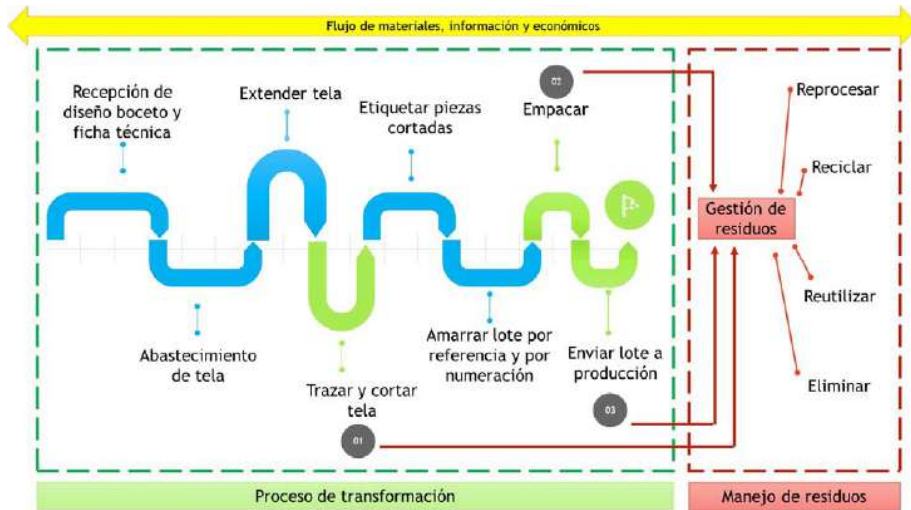 Flujo de materiales, información y económicos
Recepción de
diseño boceto y
ficha técnica
Extender tela
Etiquetar piezas
cortadas
02
Empacar
Abastecimiento
de tela
Trazar y cortar
tela
01
Amarrar lote por
referencia y por
numeración
Enviar lote a
producción
03
Reprocesar
Reciclar
Gestión de
residuos
Reutilizar
Eliminar
Proceso de transformación
Manejo de residuos